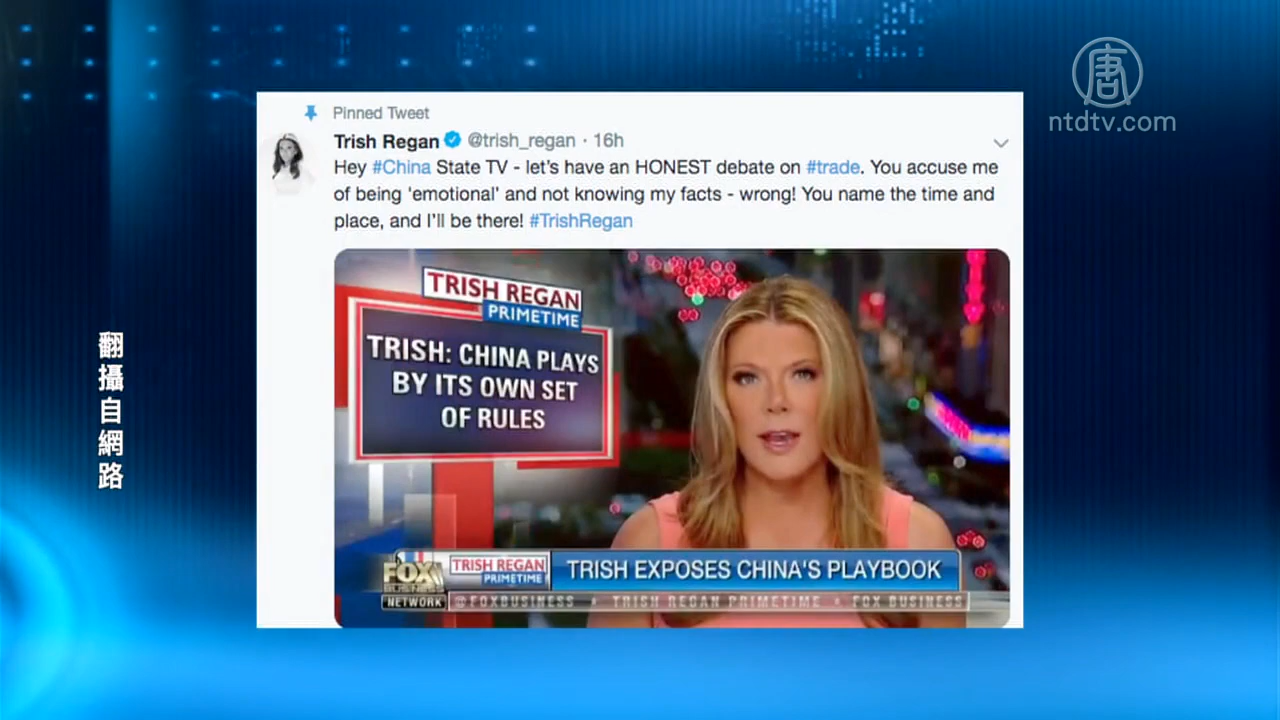 唐
ntdtv.com
Pinned Tweet
Trish Regan @trish_regan · 16h
Hey #China State TV - let's have an HONEST debate on #trade. You accuse me
of being 'emotional' and not knowing my facts - wrong! You name the time and
place, and I'll be there! #TrishRegan
翻攝自網路
TRISH REGAN
PRIMETIME
TRISH: CHINA PLAYS
BY ITS OWN SET
OF RULES
FOX
BUSINESS
NETWORK
TRISH REGAN
PRIMETIME
TRISH EXPOSES CHINA'S PLAYBOOK
@FOXBUSINESS * TRISH REGAN PRIMETIME * FOX BUSINESS